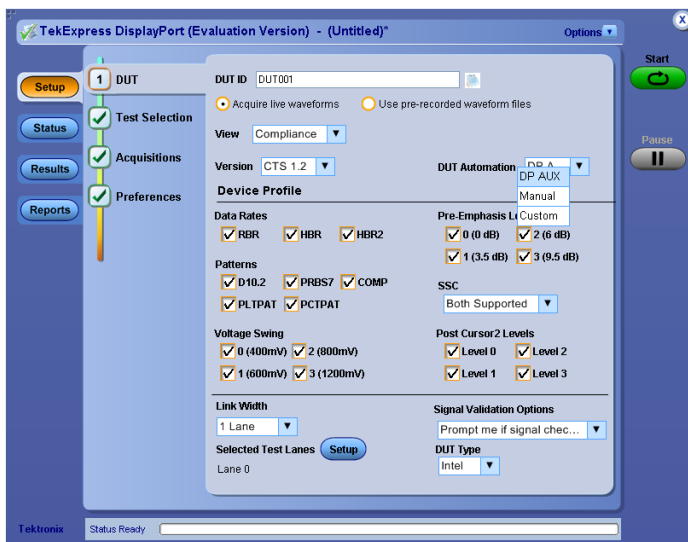 TekExpress DisplayPort (Evaluation Version) - (Untitled)*
Options
x
Setup
Status
Results
Reports
1 DUT
Test Selection
Acquisitions
Preferences
DUT ID DUT001
Acquire live waveforms Use pre-recorded waveform files
View Compliance
Version CTS 1.2
DUT Automation
DP AUX
Manual
Custom
Device Profile
Data Rates
RBR HBR HBR2
Patterns
D10.2 PRBS7 COMP
PLTPAT PCTPAT
Voltage Swing
0 (400mV) 2 (800mV)
1 (600mV) 3 (1200mV)
Pre-Emphasis
0 (0 dB) 2 (6 dB)
1 (3.5 dB) 3 (9.5 dB)
SSC
Both Supported
Post Cursor2 Levels
Level 0 Level 2
Level 1 Level 3
Link Width
1 Lane
Selected Test Lanes Setup
Lane 0
Signal Validation Options
Prompt me if signal chec...
DUT Type
Intel
Start
Pause
Tektronix
Status Ready